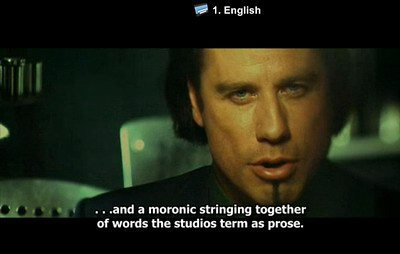 1. English
. . .and a moronic stringing together
of words the studios term as prose.